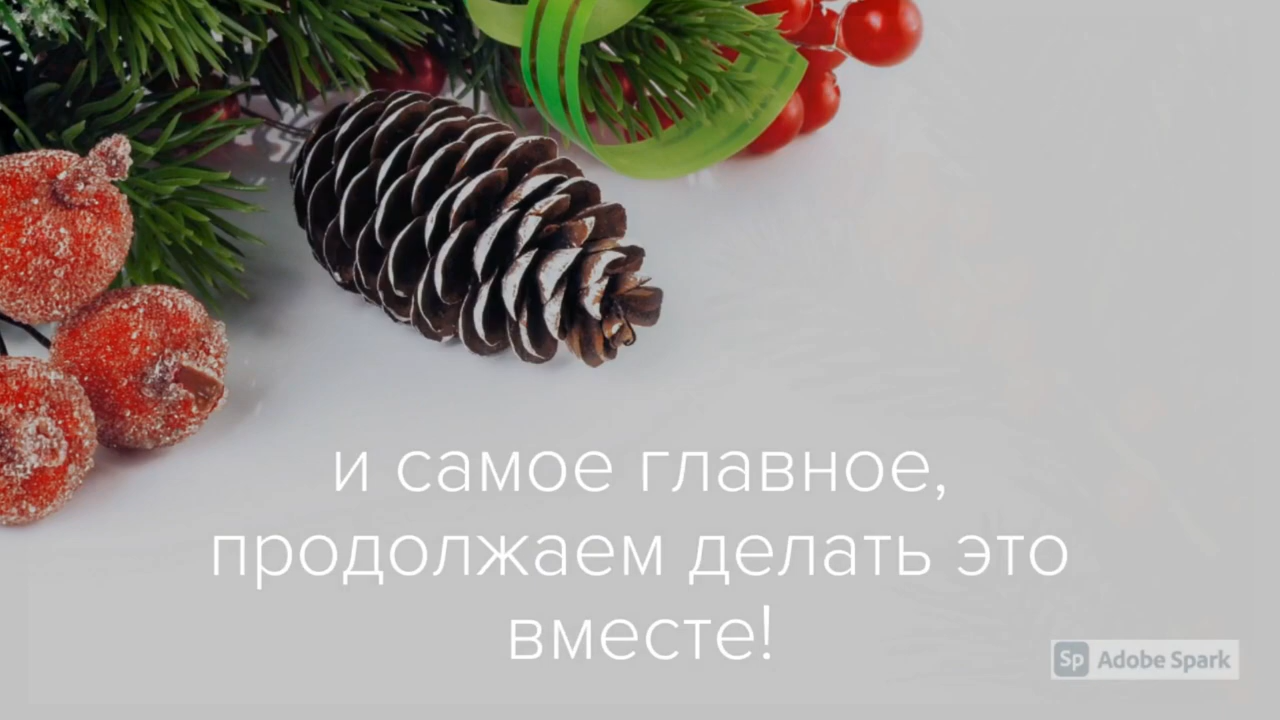 и самое главное,
продолжаем делать это
вместе!
Sp Adobe Spark